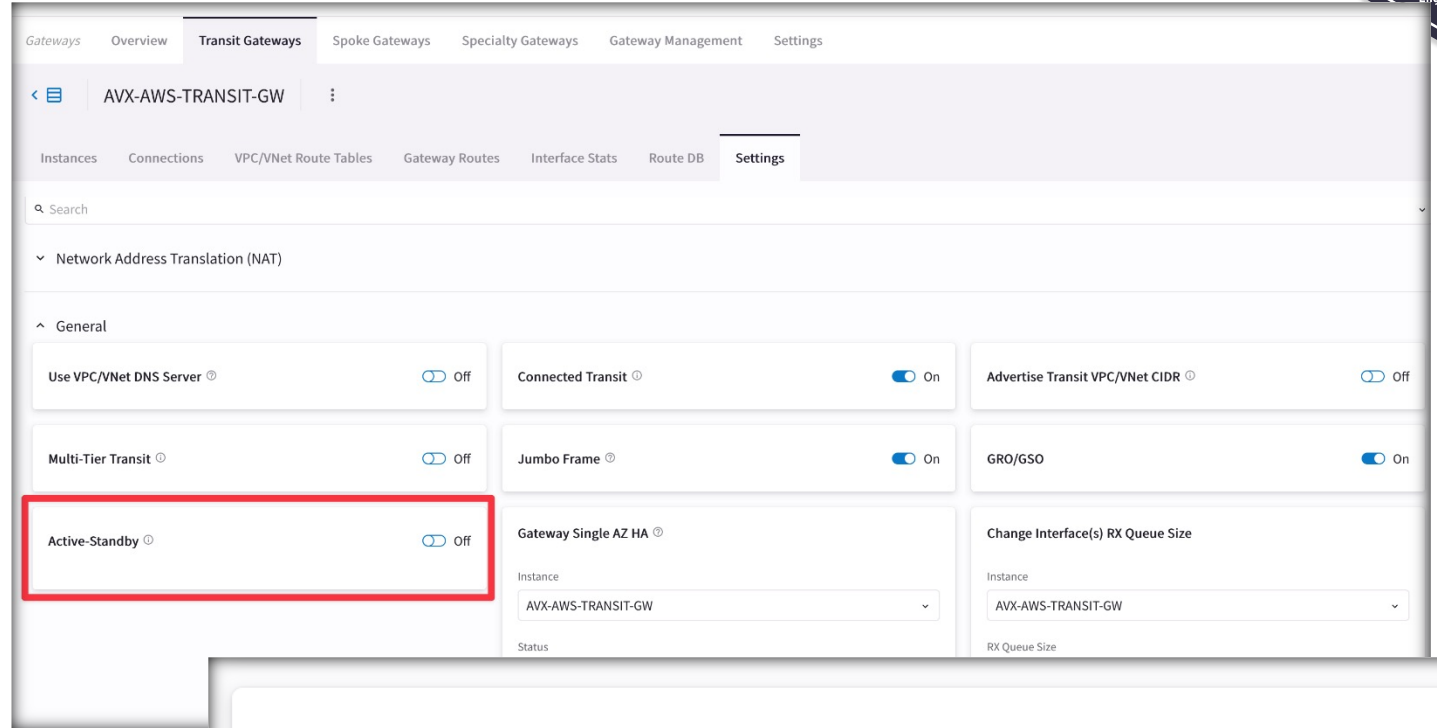 Gateways Overview Transit Gateways Spoke Gateways Specialty Gateways Gateway Management Settings
AVX-AWS-TRANSIT-GW
Instances Connections VPC/VNet Route Tables Gateway Routes Interface Stats Route DB Settings
Search
Network Address Translation (NAT)
General
Use VPC/VNet DNS Server Off Connected Transit On Advertise Transit VPC/VNet CIDR Off
Multi-Tier Transit Off Jumbo Frame On GRO/GSO On
Active-Standby Off Gateway Single AZ HA Change Interface(s) RX Queue Size
Instance Instance
AVX-AWS-TRANSIT-GW AVX-AWS-TRANSIT-GW
Status RX Queue Size